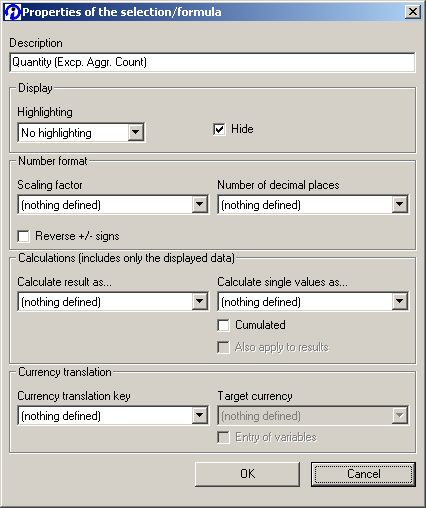 Properties of the selection/formula
Description
Quantity (Excp. Aggr. Count)
Display
Highlighting
No highlighting
Hide
Number format
Scaling factor
Number of decimal places
(nothing defined)
(nothing defined)
Reverse +/- signs
Calculations (includes only the displayed data)
Calculate result as...
Calculate single values as...
(nothing defined)
(nothing defined)
Cumulated
Also apply to results
Currency translation
Currency translation key
Target currency
(nothing defined)
(nothing defined)
Entry of variables
OK
Cancel